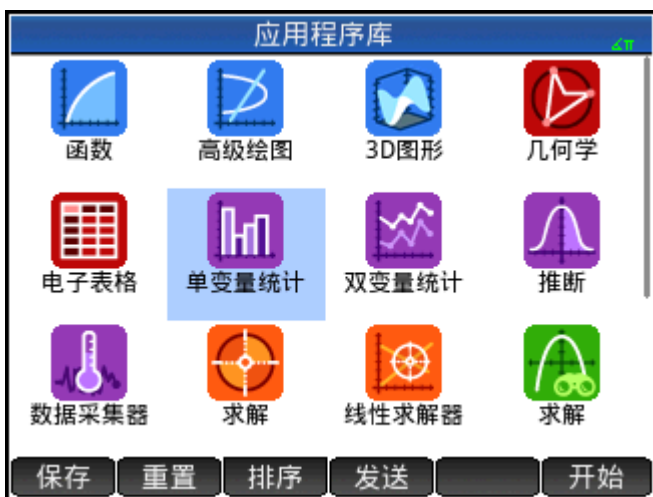 应用程序库
∡π
函数
高级绘图
3D图形
几何学
电子表格
单变量统计
双变量统计
推断
数据采集器
求解
线性求解器
求解
保存
重置
排序
发送
开始